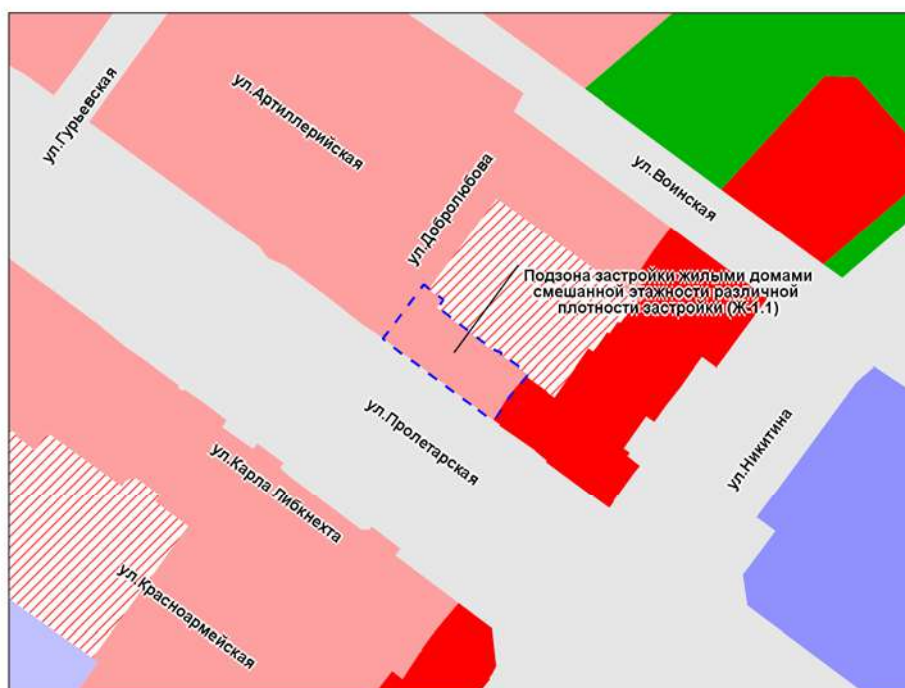 ул.Гурьевская
ул.Артиллерийская
ул.Добролюбова
ул.Воинская
Подзона застройки жилыми домами
смешанной этажности различной
плотности застройки (Ж-1.1)
ул.Пролетарская
ул.Никитина
ул.Карла Либкнехта
ул.Красноармейская